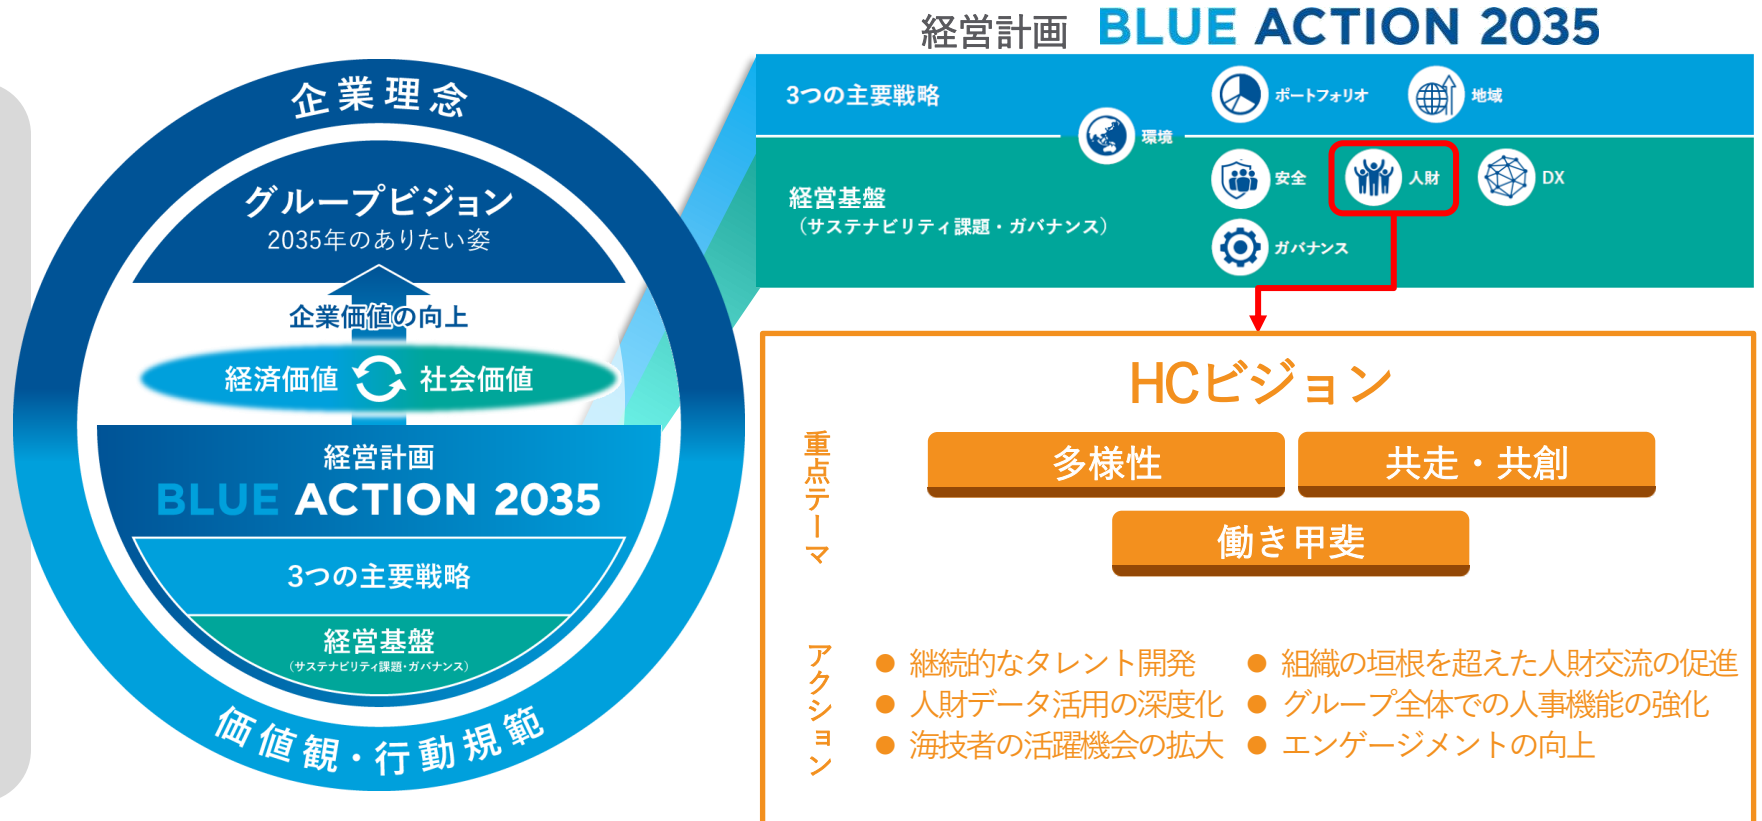 企業理念
グループビジョン
2035年のありたい姿
企業価値の向上
経済価値 社会価値
経営計画
BLUE ACTION 2035
3つの主要戦略
経営基盤
(サステナビリティ課題・ガバナンス)
価値観・行動規範
経営計画 BLUE ACTION 2035
3つの主要戦略
ポートフォリオ
地域
環境
経営基盤
(サステナビリティ課題・ガバナンス)
安全
人財
DX
ガバナンス
HCビジョン
重点テーマ
多様性
共走・共創
働き甲斐
アクション
● 継続的なタレント開発
● 人財データ活用の深度化
● 海技者の活躍機会の拡大
● 組織の垣根を超えた人財交流の促進
● グループ全体での人事機能の強化
● エンゲージメントの向上